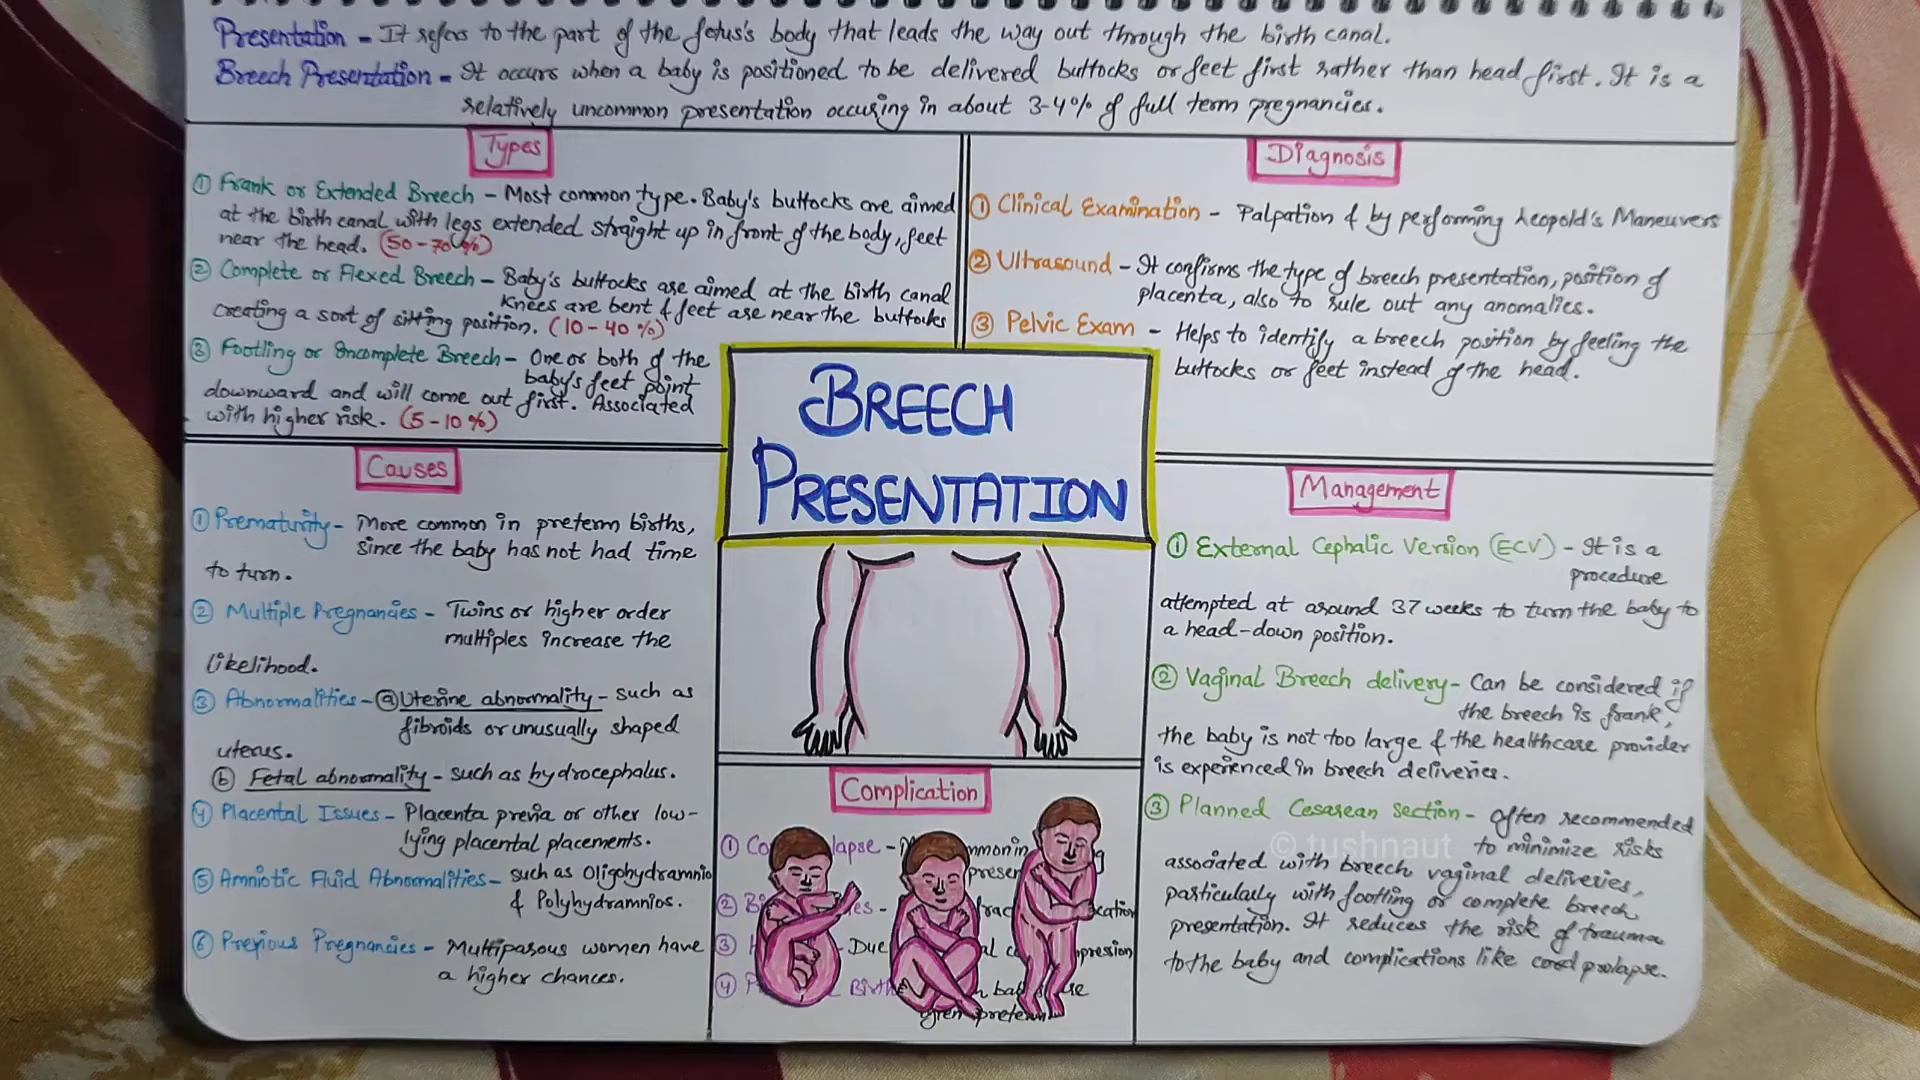 Presentation - It refers to the part of the fetus's body that leads the way out through the birth canal.
Breech Presentation - It occurs when a baby is positioned to be delivered buttocks or feet first rather than head first. It is a
relatively uncommon presentation occuring in about 3-4% of full term pregnancies.
Types
① Frank or Extended Breech - Most common type. Baby's buttocks are aimed
at the birth canal with legs extended straight up in front of the body, feet
near the head. (50-70%)
② Complete or Flexed Breech - Baby's buttocks are aimed at the birth canal
knees are bent & feet are near the buttocks
creating a sort of sitting position. (10-40%)
③ Footling or Incomplete Breech - One or both of the
baby's feet point
downward and will come out first. Associated
with higher risk. (5-10%)
Diagnosis
① Clinical Examination - Palpation & by performing Leopold's Maneuvers
② Ultrasound - It confirms the type of breech presentation, position of
placenta, also to rule out any anomalies.
③ Pelvic Exam - Helps to identify a breech position by feeling the
buttocks or feet instead of the head.
BREECH
PRESENTATION
Causes
① Prematurity - More common in preterm births,
since the baby has not had time
to turn.
② Multiple Pregnancies - Twins or higher order
multiples increase the
likelihood.
③ Abnormalities - ⓐ Uterine abnormality - such as
fibroids or unusually shaped
uterus.
ⓑ Fetal abnormality - such as hydrocephalus.
④ Placental Issues - Placenta previa or other low-
lying placental placements.
⑤ Amniotic Fluid Abnormalities - such as Oligohydramnio
& Polyhydramnios.
⑥ Previous Pregnancies - Multiparous women have
a higher chances.
Complication
①
②
③ Due
④ Birth
Management
① External Cephalic Version (ECV) - It is a
procedure
attempted at around 37 weeks to turn the baby to
a head-down position.
② Vaginal Breech delivery - Can be considered if
the breech is frank,
the baby is not too large & the healthcare provider
is experienced in breech deliveries.
③ Planned Cesarean section - Often recommended
to minimize risks
associated with breech vaginal deliveries,
particularly with footling or complete breech
presentation. It reduces the risk of trauma
to the baby and complications like cord prolapse.
© tushnaut